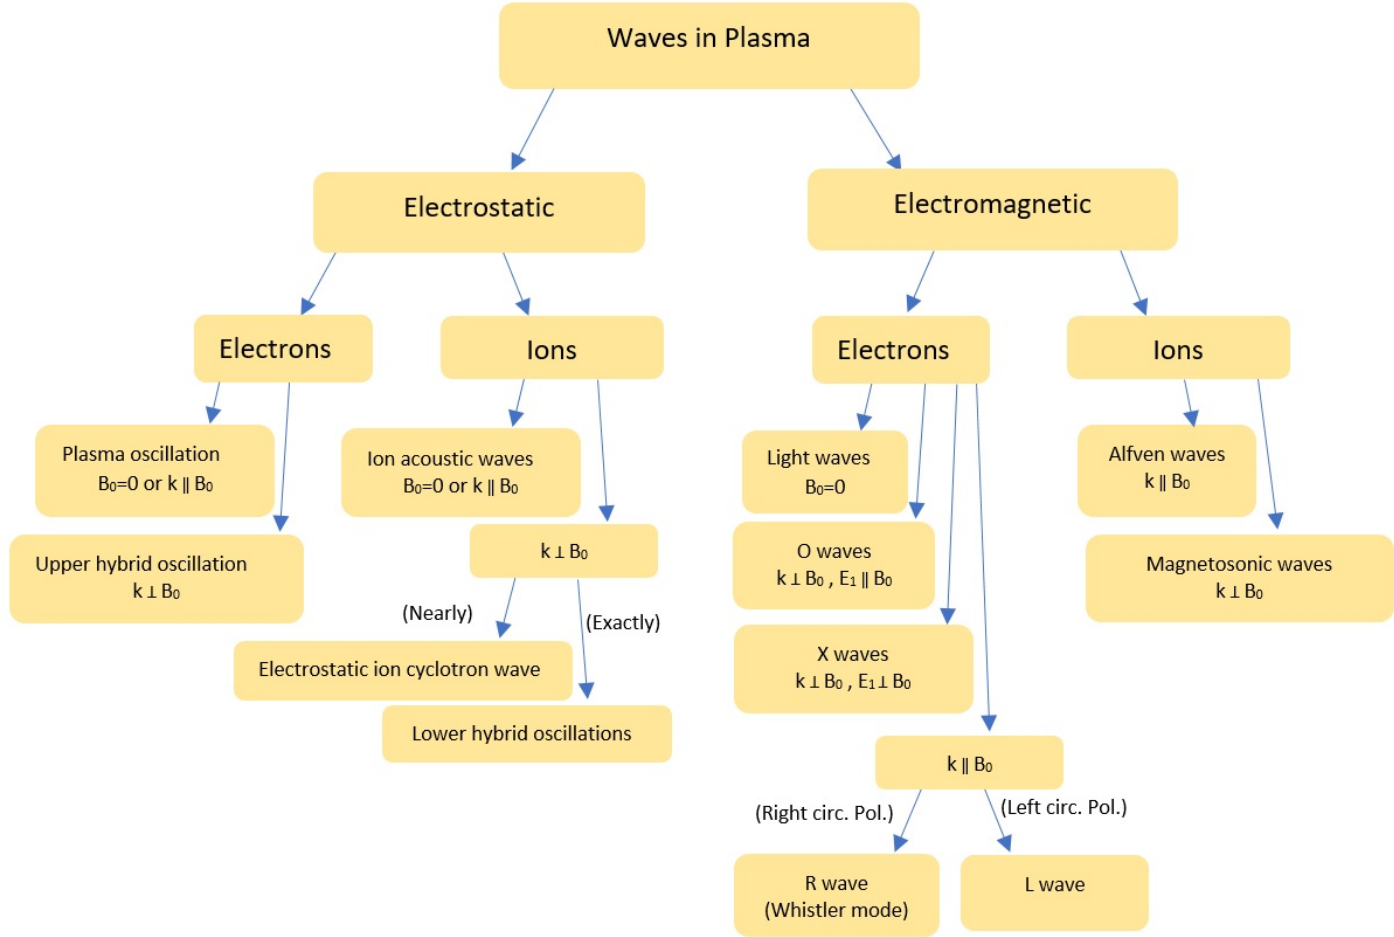 Waves in Plasma
Electrostatic
Electromagnetic
Electrons
Ions
Electrons
Ions
Plasma oscillation
B₀=0 or k ∥ B₀
Upper hybrid oscillation
k ⊥ B₀
Ion acoustic waves
B₀=0 or k ∥ B₀
k ⊥ B₀
(Nearly)
(Exactly)
Electrostatic ion cyclotron wave
Lower hybrid oscillations
Light waves
B₀=0
O waves
k ⊥ B₀ , E₁ ∥ B₀
X waves
k ⊥ B₀ , E₁ ⊥ B₀
k ∥ B₀
(Right circ. Pol.)
(Left circ. Pol.)
R wave
(Whistler mode)
L wave
Alfven waves
k ∥ B₀
Magnetosonic waves
k ⊥ B₀